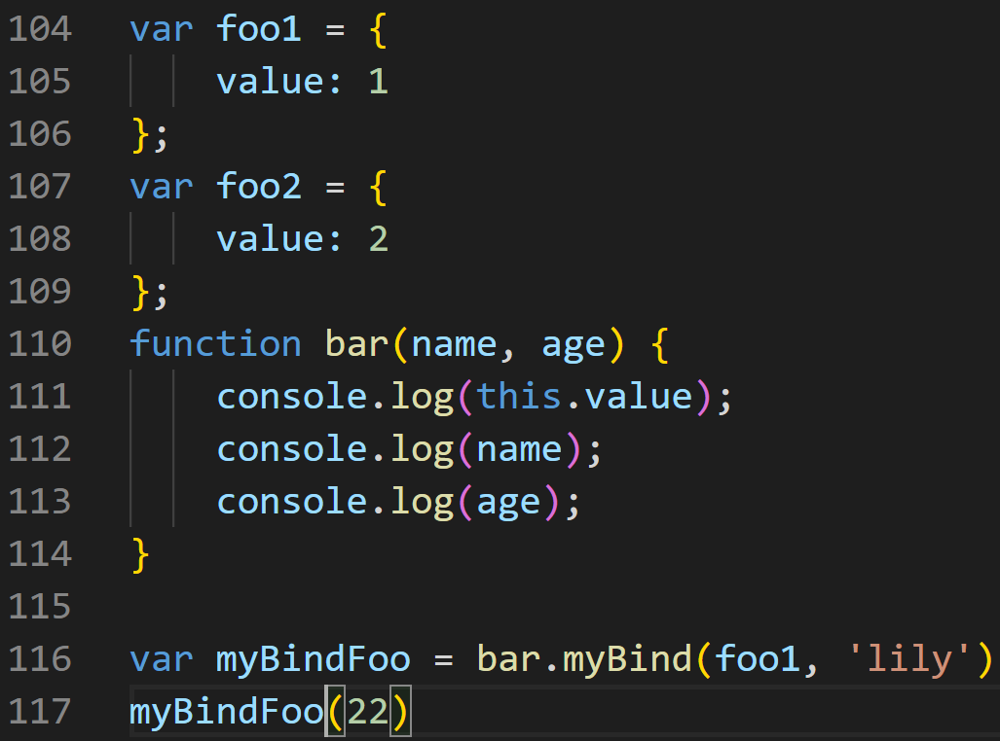 104 var foo1 = {
105     value: 1
106 };
107 var foo2 = {
108     value: 2
109 };
110 function bar(name, age) {
111     console.log(this.value);
112     console.log(name);
113     console.log(age);
114 }
115
116 var myBindFoo = bar.myBind(foo1, 'lily')
117 myBindFoo(22)